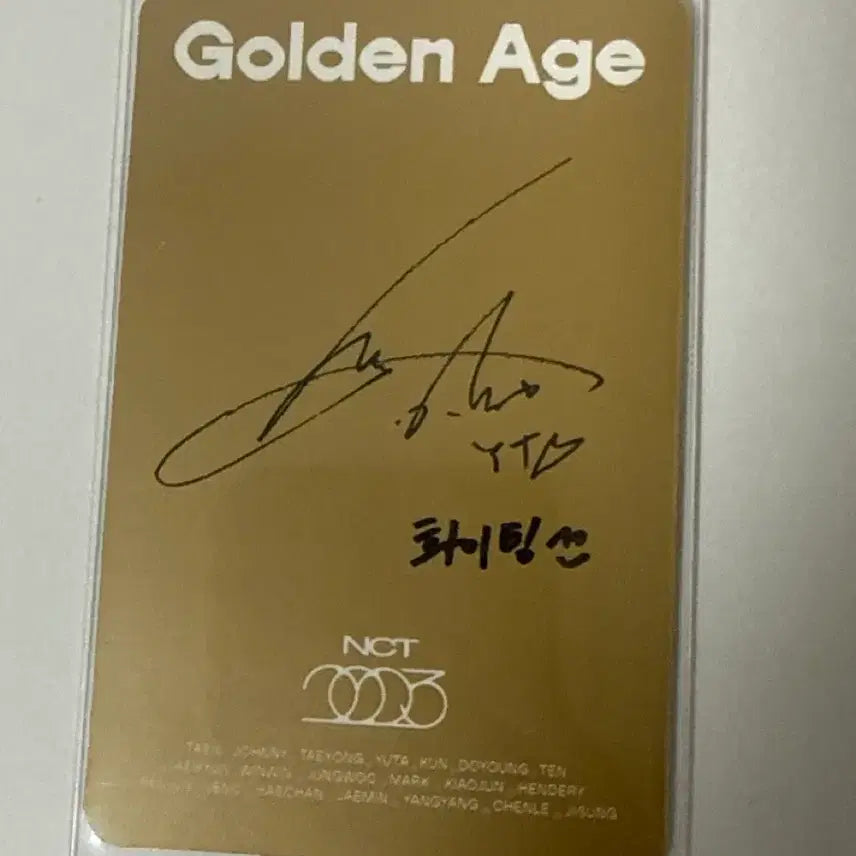 Golden Age
YT
화이팅
NCT
2023
TAEIL JOHNNY TAEYONG YUTA KUN DOYOUNG TEN
JAEHYUN WINWIN JUNGWOO MARK XIAOJUN HENDERY
RENJUN JENO HAECHAN JAEMIN YANGYANG CHENLE JISUNG